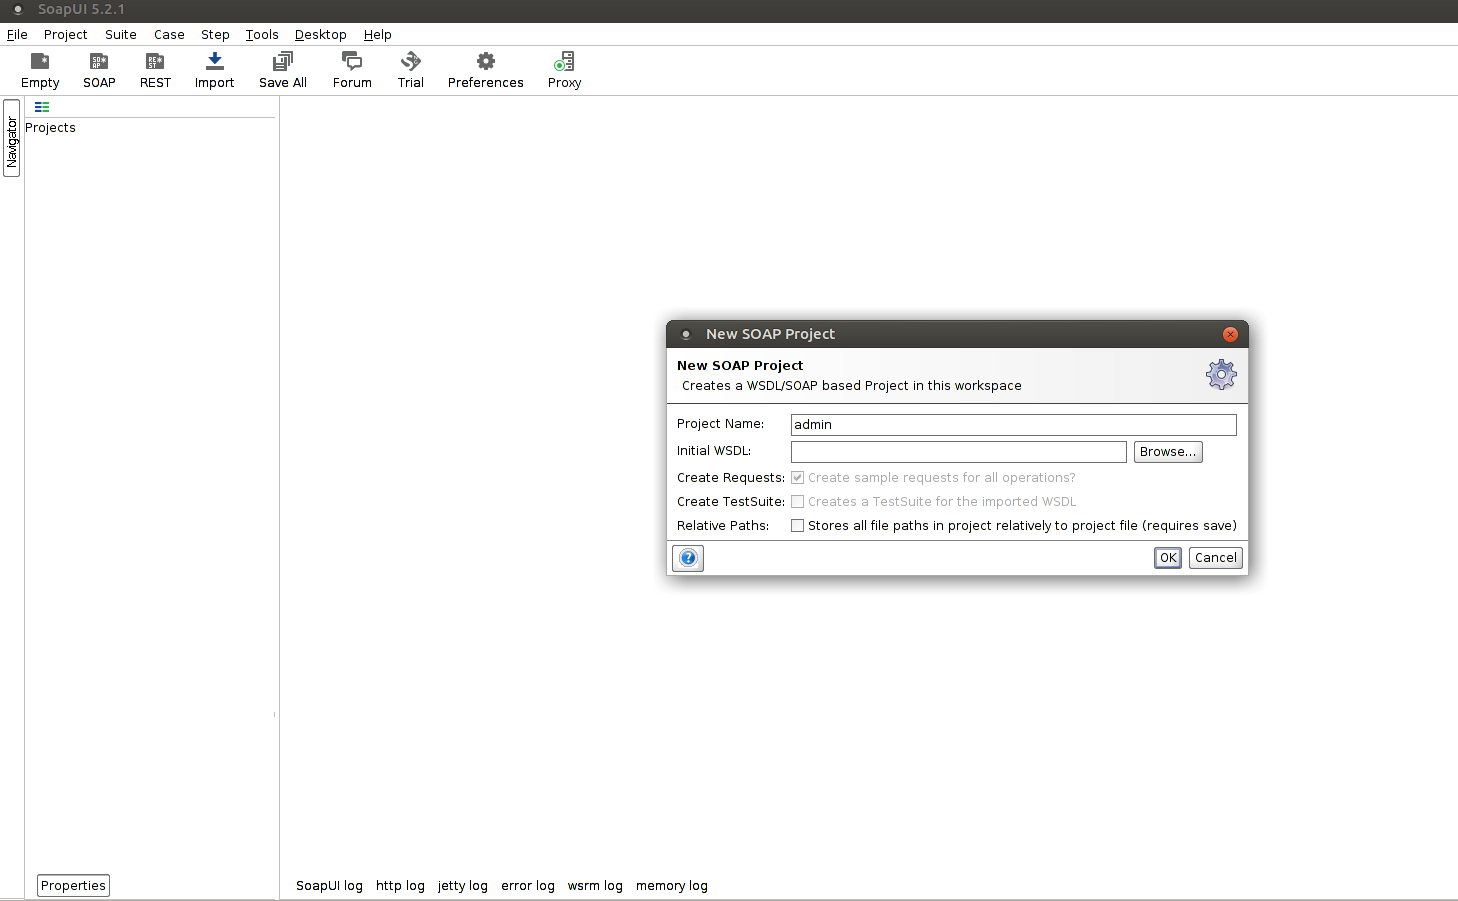 SoapUI 5.2.1
File Project Suite Case Step Tools Desktop Help
Empty SOAP REST Import Save All Forum Trial Preferences Proxy
Navigator
Projects
New SOAP Project
New SOAP Project
Creates a WSDL/SOAP based Project in this workspace
Project Name: admin
Initial WSDL: Browse...
Create Requests: Create sample requests for all operations?
Create TestSuite: Creates a TestSuite for the imported WSDL
Relative Paths: Stores all file paths in project relatively to project file (requires save)
? OK Cancel
Properties SoapUI log http log jetty log error log wsrm log memory log